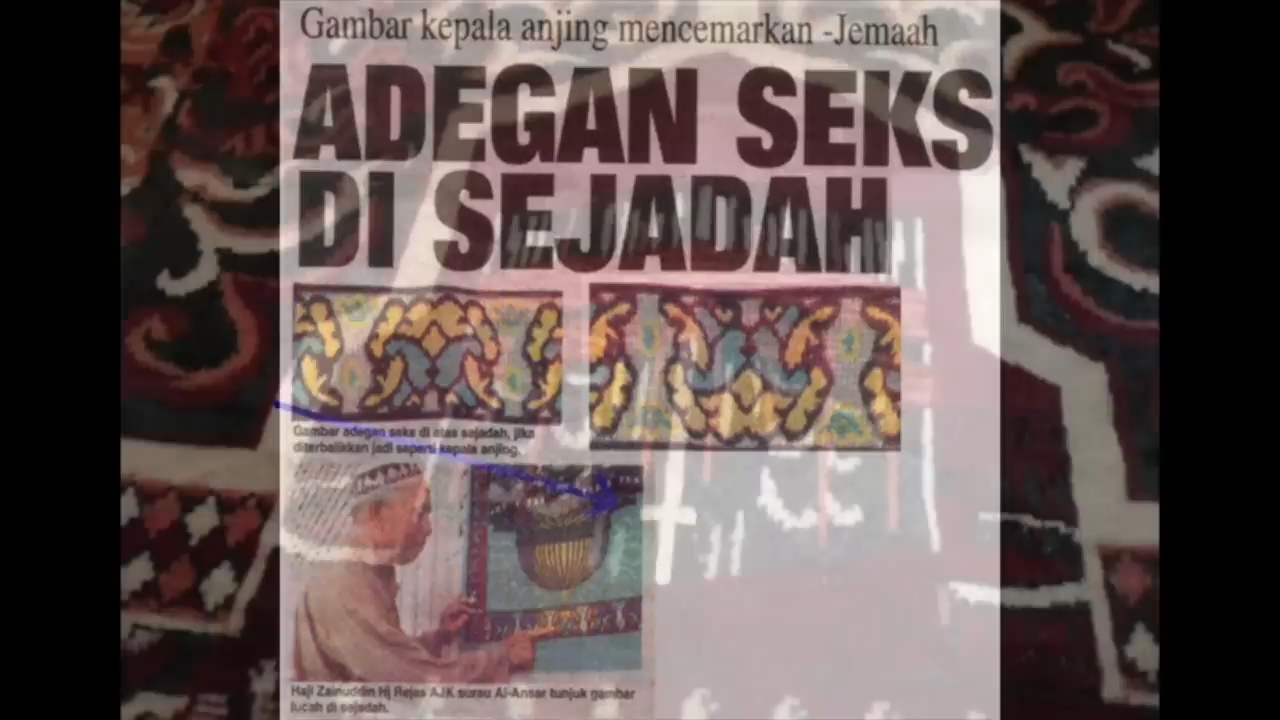 Gambar kepala anjing mencemarkan -Jemaah
ADEGAN SEKS
DI SEJADAH
Gambar adegan seks di atas sejadah, jika
diterbalikkan jadi seperti kepala anjing.
Haji Zainuddin Hj Rejas AJK surau Al-Ansar tunjuk gambar
lucah di sejadah.